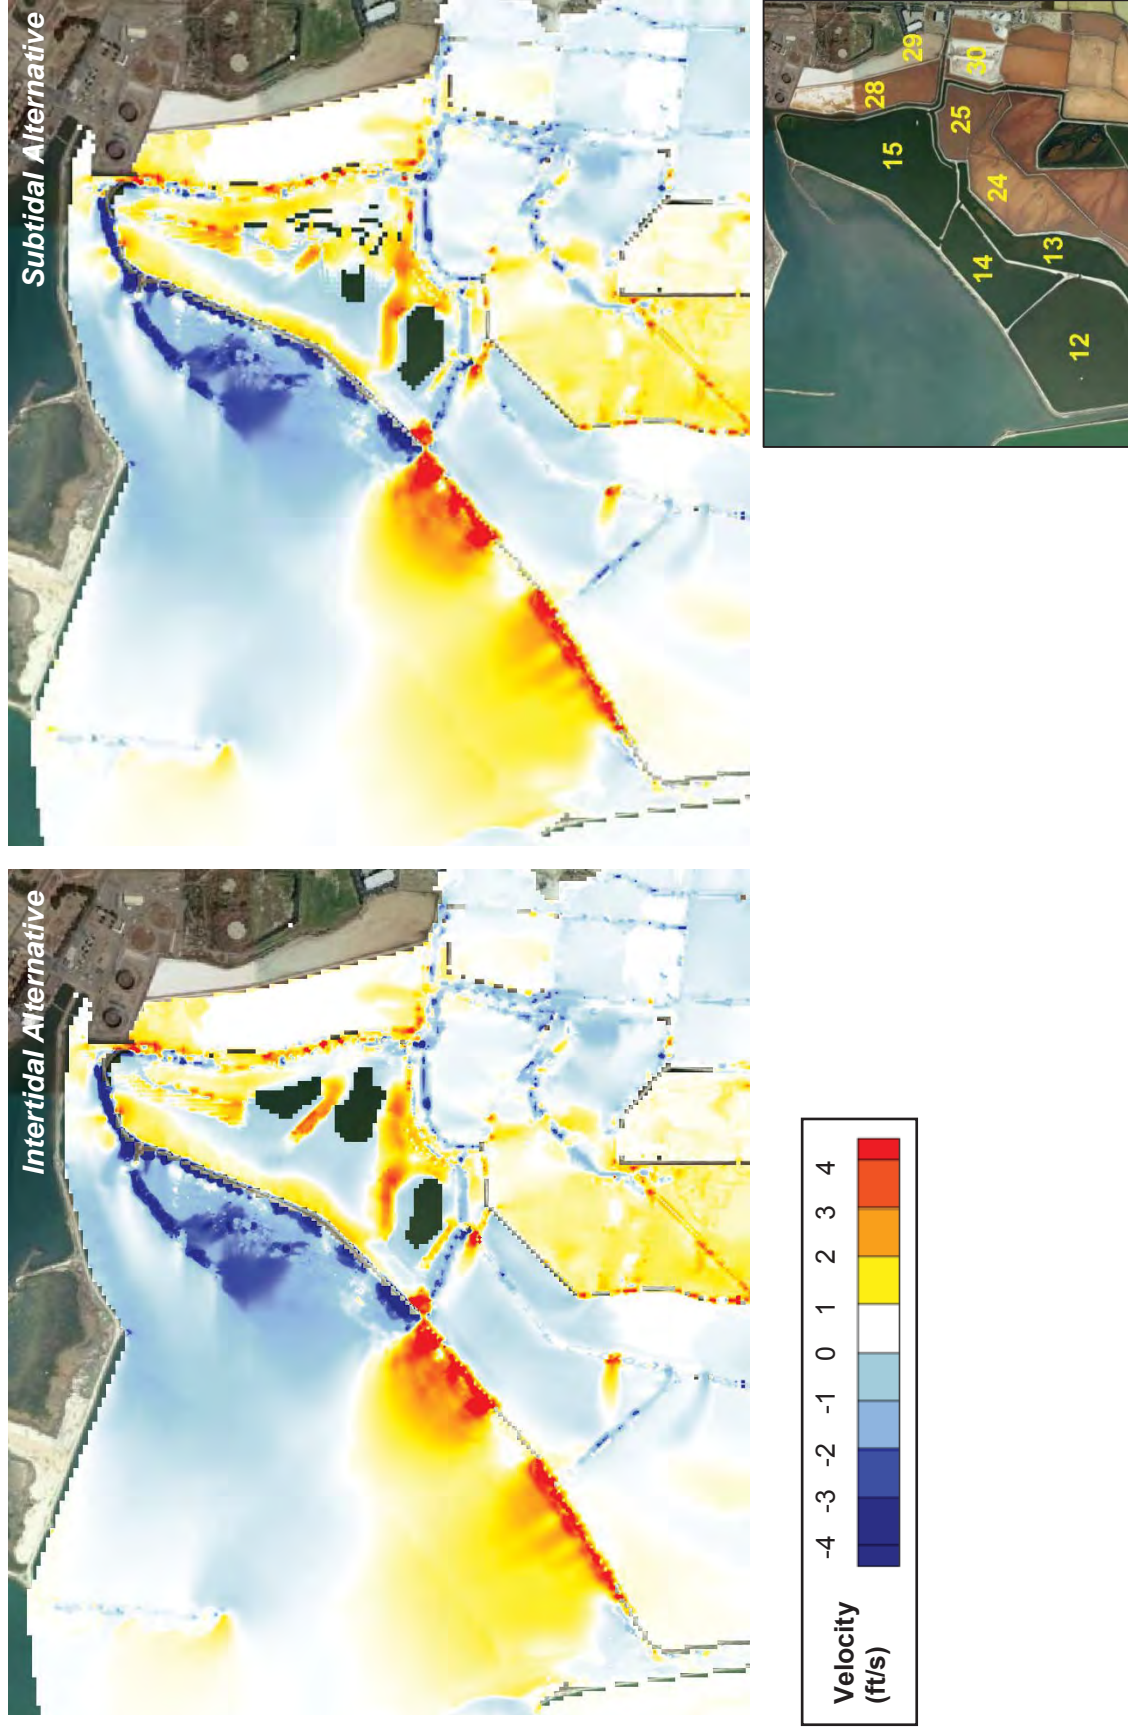 Intertidal Alternative
Subtidal Alternative
Velocity
(ft/s)
-4 -3 -2 -1 0 1 2 3 4
12
13
14
15
24
25
28
29
30